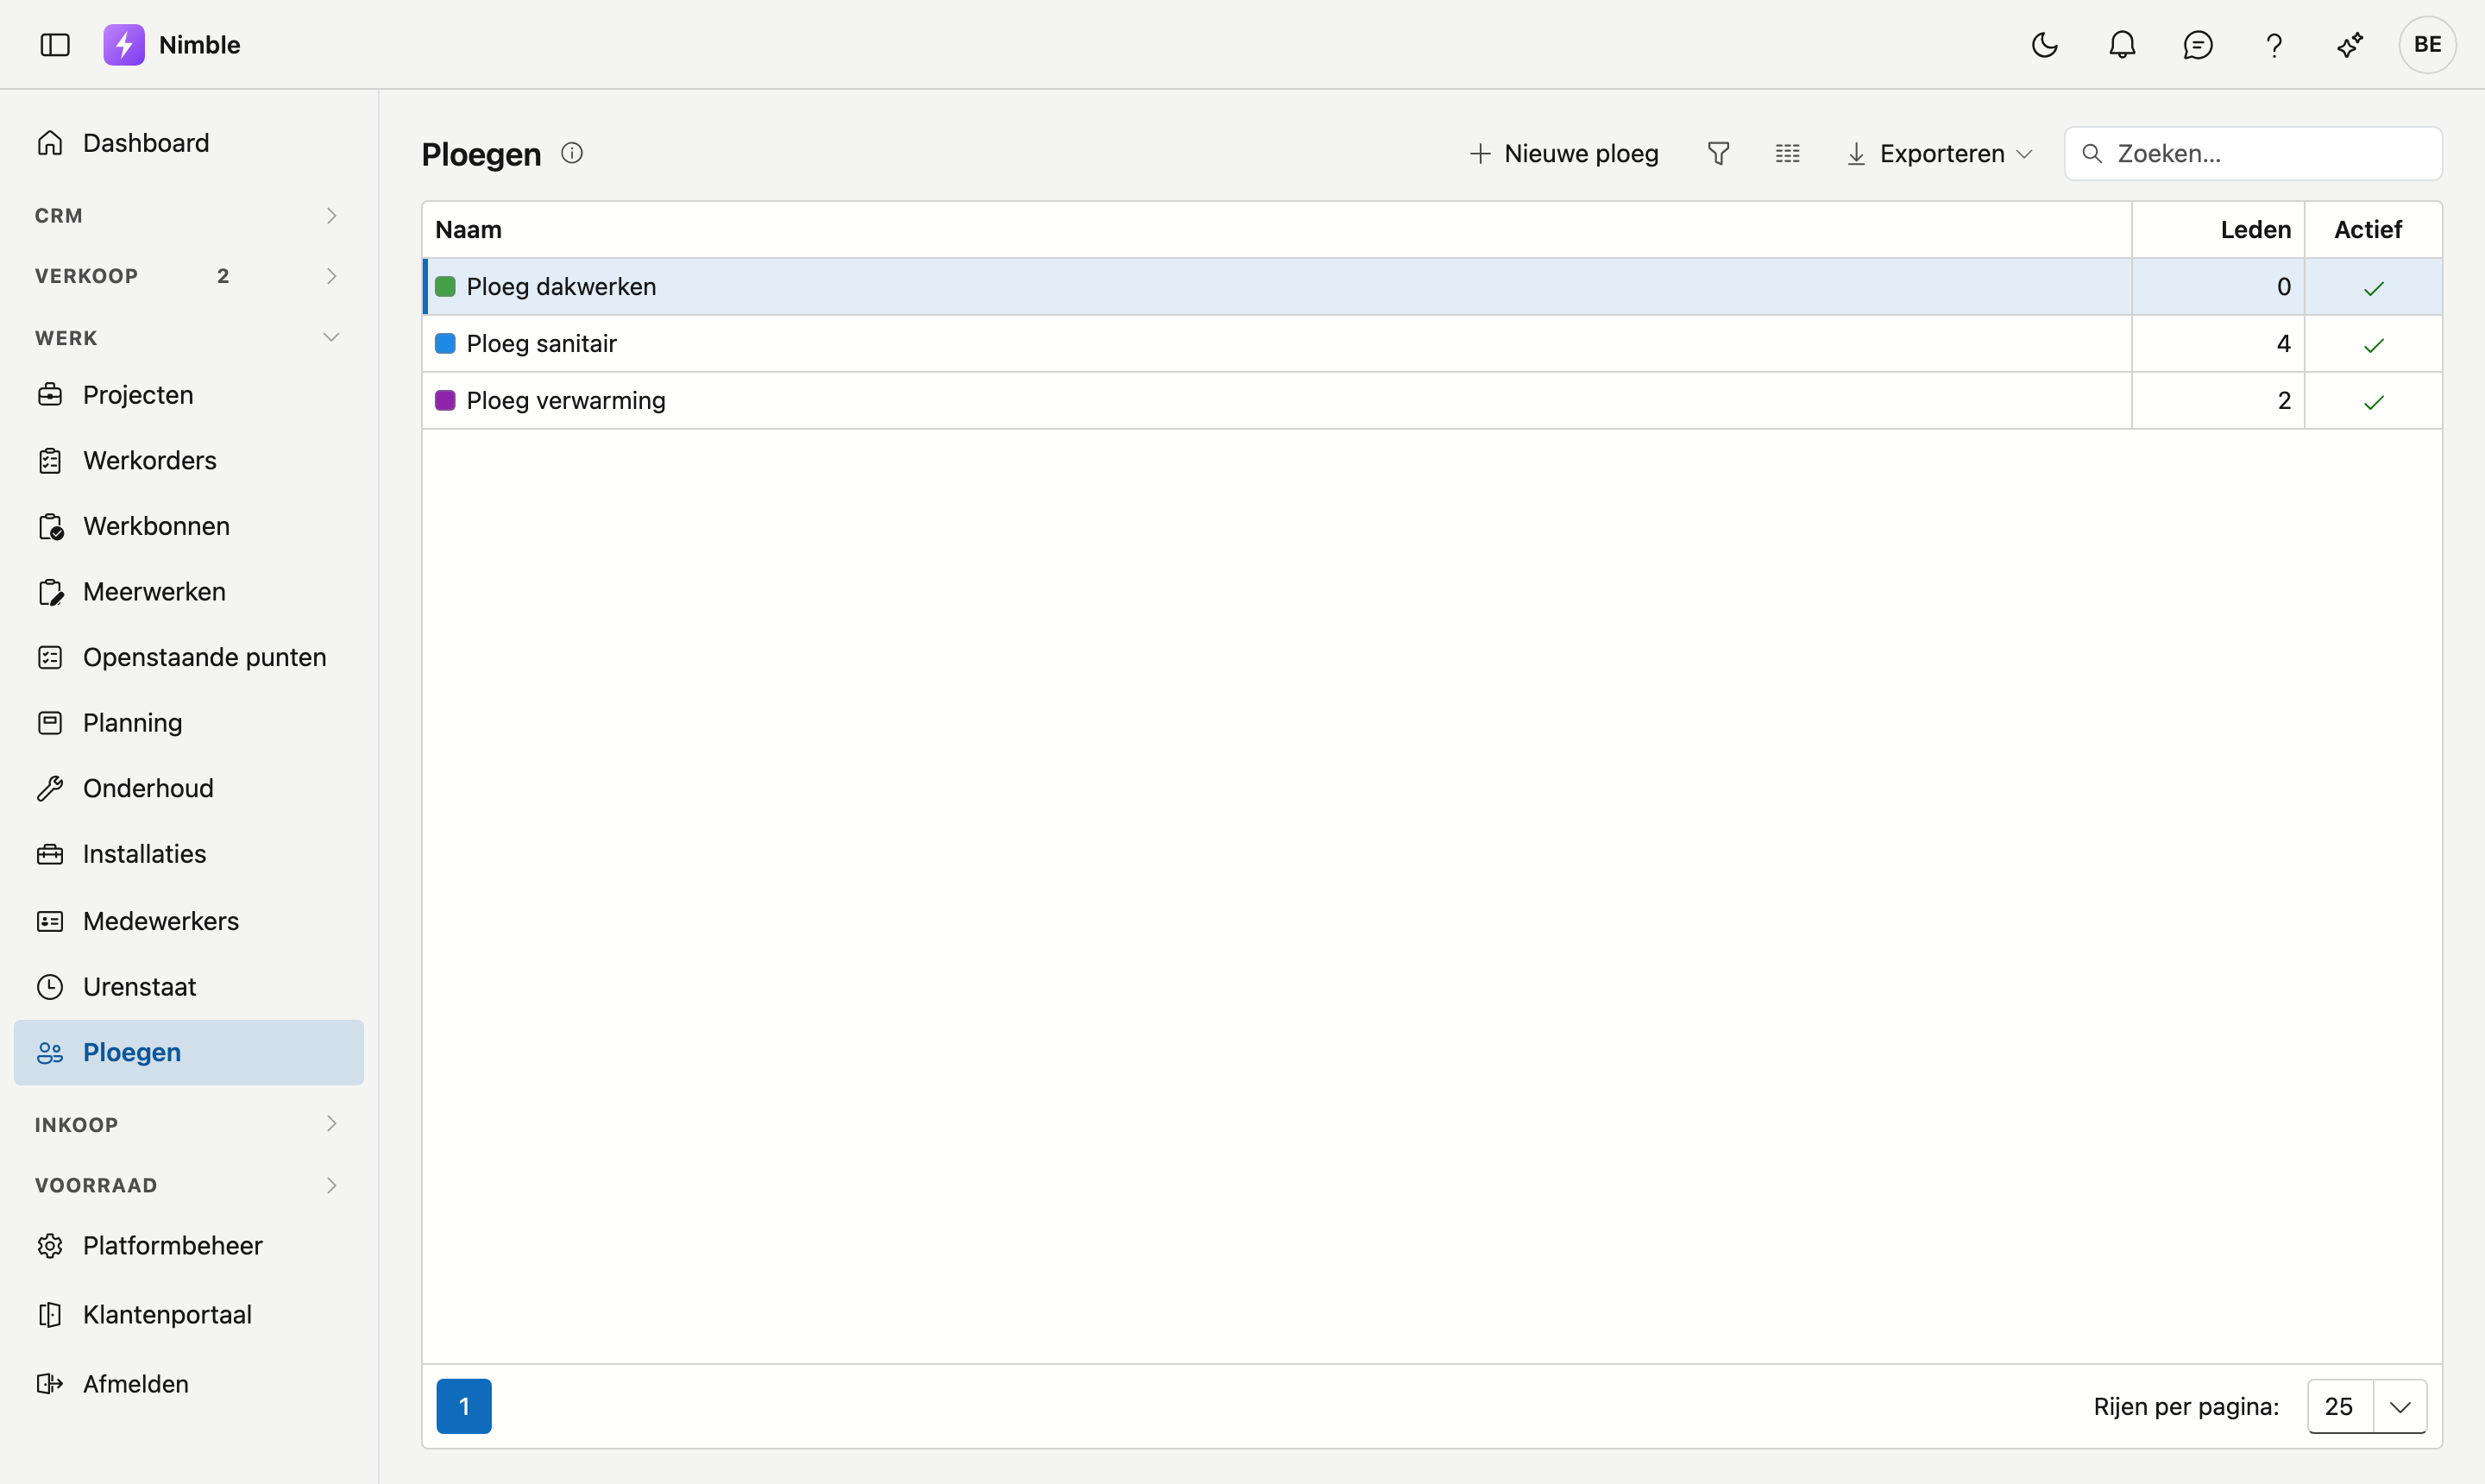 Nimble
BE
Dashboard
CRM
VERKOOP 2
WERK
Projecten
Werkorders
Werkbonnen
Meerwerken
Openstaande punten
Planning
Onderhoud
Installaties
Medewerkers
Urenstaat
Ploegen
INKOOP
VOORRAAD
Platformbeheer
Klantenportaal
Afmelden
Ploegen
Nieuwe ploeg
Exporteren
Zoeken...
Naam Leden Actief
Ploeg dakwerken 0
Ploeg sanitair 4
Ploeg verwarming 2
1
Rijen per pagina: 25